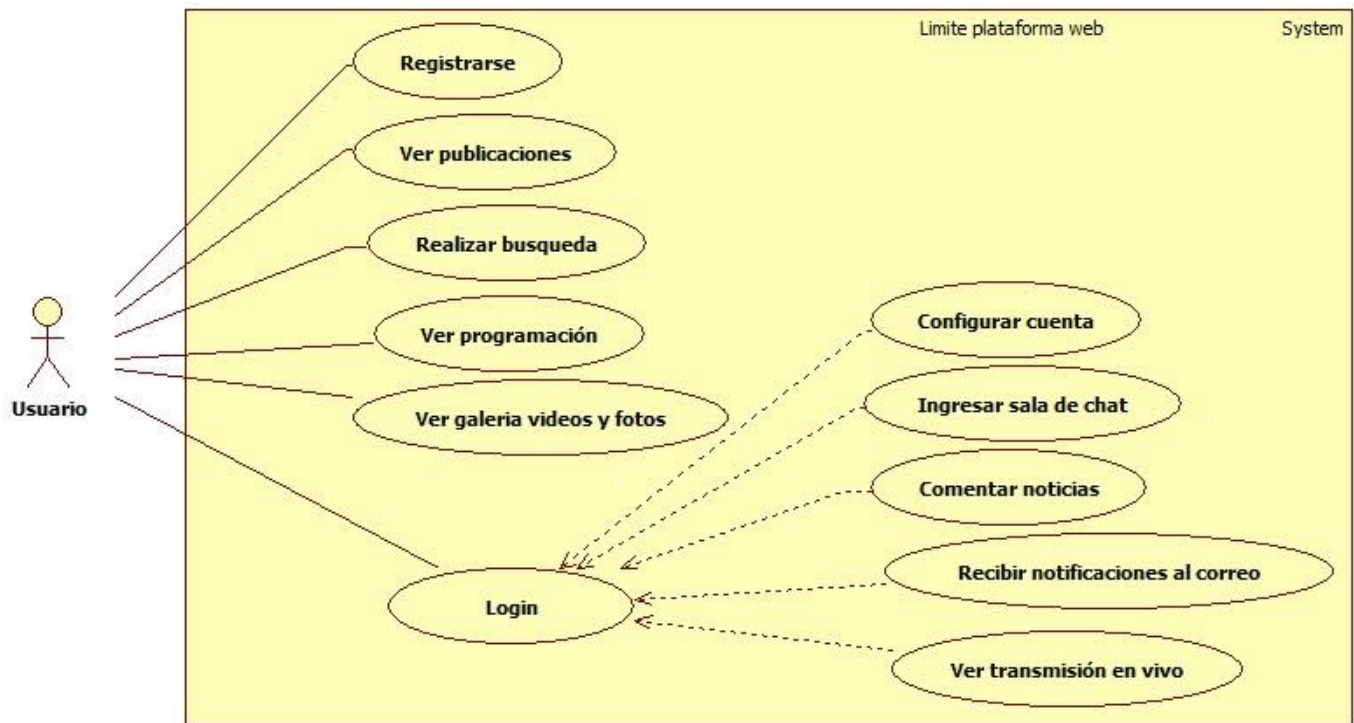 Limite plataforma web
System
Registrarse
Ver publicaciones
Realizar busqueda
Ver programación
Ver galeria videos y fotos
Usuario
Login
Configurar cuenta
Ingresar sala de chat
Comentar noticias
Recibir notificaciones al correo
Ver transmisión en vivo